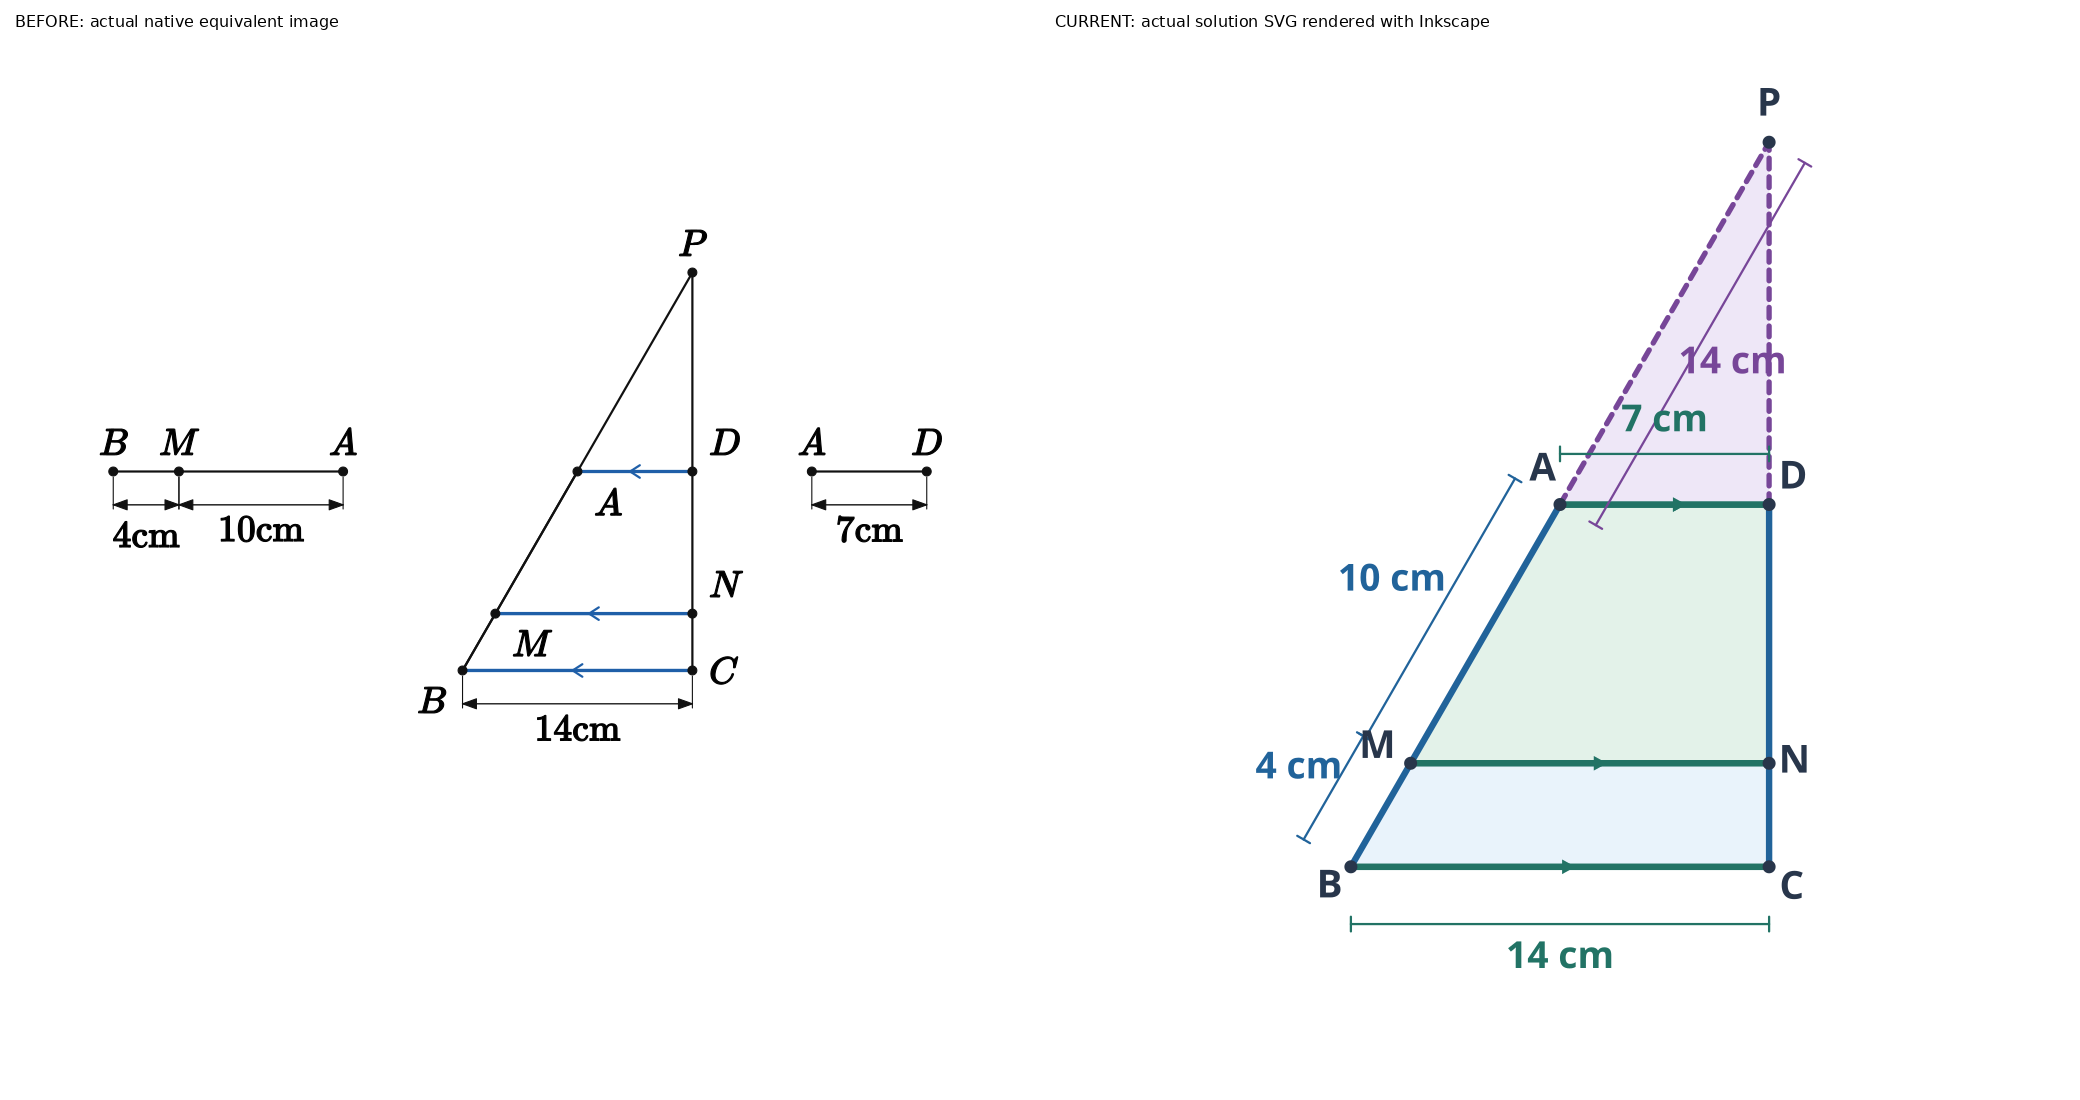 BEFORE: actual native equivalent image
P
B M A
D
A D
4cm
10cm
A
7cm
N
M
B
C
14cm
CURRENT: actual solution SVG rendered with Inkscape
P
14 cm
7 cm
A
D
10 cm
M
4 cm
N
B
C
14 cm